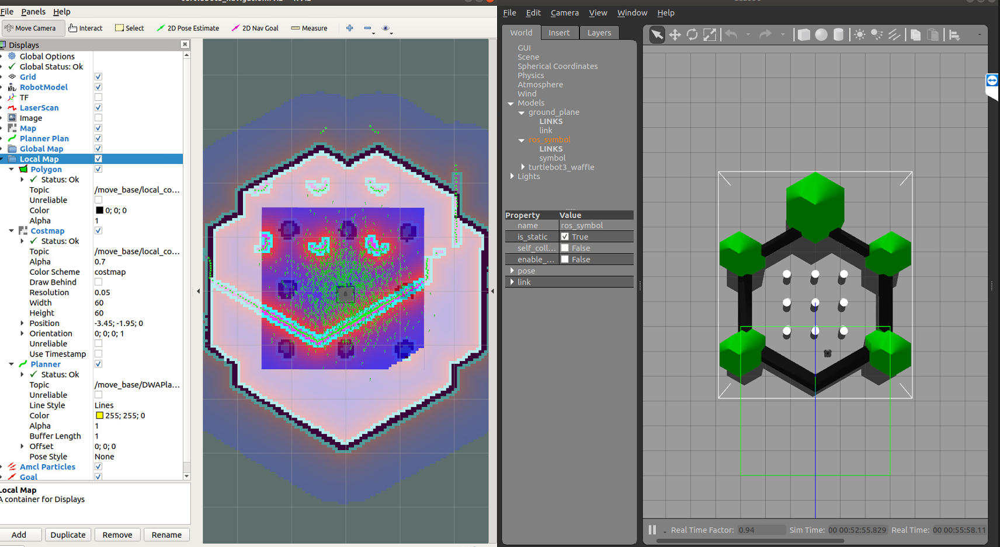 File Panels Help
Move Camera Interact Select 2D Pose Estimate 2D Nav Goal Measure
Displays
Global Options
Global Status: Ok
Grid
RobotModel
TF
LaserScan
Image
Map
Planner Plan
Global Map
Local Map
Polygon
Status: Ok
Topic /move_base/local_co...
Unreliable
Color 0; 0; 0
Alpha 1
Costmap
Status: Ok
Topic /move_base/local_co...
Alpha 0.7
Color Scheme costmap
Draw Behind
Resolution 0.05
Width 60
Height 60
Position -3.45; -1.95; 0
Orientation 0; 0; 0; 1
Unreliable
Use Timestamp
Planner
Status: Ok
Topic /move_base/DWAPla...
Unreliable
Line Style Lines
Color 255; 255; 0
Alpha 1
Buffer Length 1
Offset 0; 0; 0
Pose Style None
Amcl Particles
Goal
Local Map
A container for Displays
Add Duplicate Remove Rename
File Edit Camera View Window Help
World Insert Layers
GUI
Scene
Spherical Coordinates
Physics
Atmosphere
Wind
Models
ground_plane
LINKS
link
ros_symbol
LINKS
symbol
turtlebot3_waffle
Lights
Property Value
name ros_symbol
is_static True
self_coll... False
enable_... False
pose
link
Real Time Factor: 0.94 Sim Time: 00 00:52:55.829 Real Time: 00 00:55:58.11